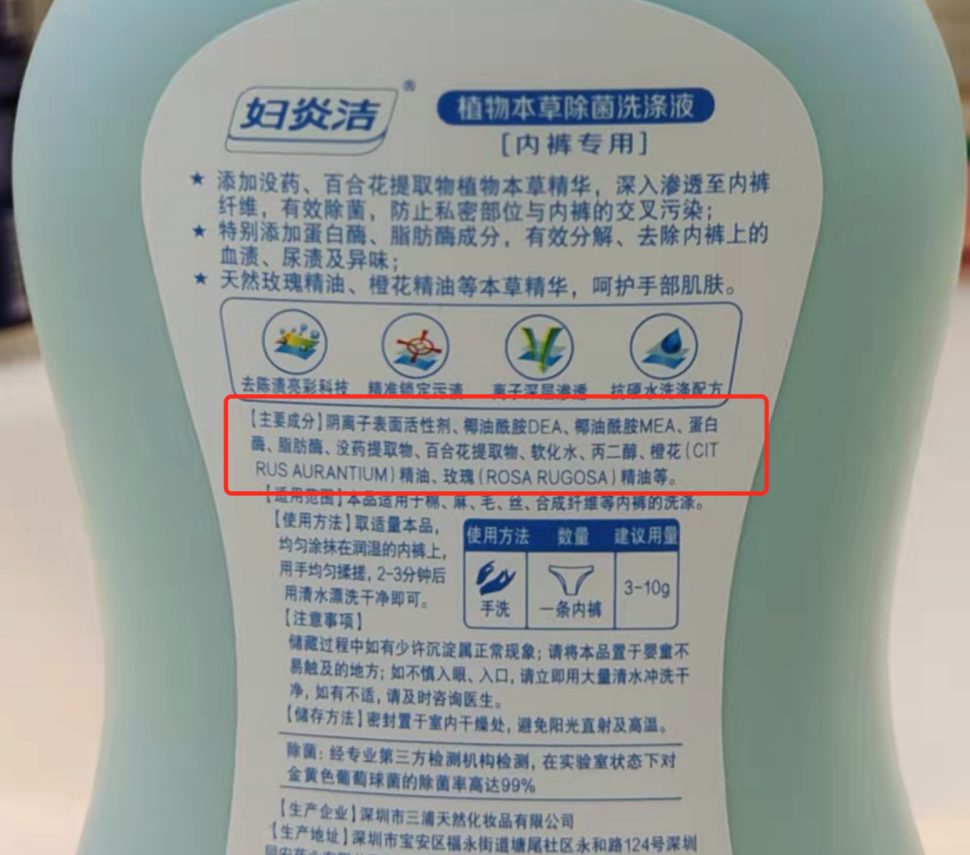 妇炎洁®
植物本草除菌洗涤液
[内裤专用]
★ 添加没药、百合花提取物植物本草精华，深入渗透至内裤
纤维，有效除菌，防止私密部位与内裤的交叉污染；
★ 特别添加蛋白酶、脂肪酶成分，有效分解、去除内裤上的
血渍、尿渍及异味；
★ 天然玫瑰精油、橙花精油等本草精华，呵护手部肌肤。
去陈渍亮彩科技 精准锁定污渍 离子深层渗透 抗硬水洗涤配方
【主要成分】阴离子表面活性剂、椰油酰胺DEA、椰油酰胺MEA、蛋白
酶、脂肪酶、没药提取物、百合花提取物、软化水、丙二醇、橙花(CIT
RUS AURANTIUM)精油、玫瑰(ROSA RUGOSA)精油等。
【适用范围】本品适用于棉、麻、毛、丝、合成纤维等内裤的洗涤。
【使用方法】取适量本品，
均匀涂抹在润湿的内裤上，
用手均匀揉搓，2-3分钟后
用清水漂洗干净即可。
使用方法 数量 建议用量
手洗 一条内裤 3-10g
【注意事项】
储藏过程中如有少许沉淀属正常现象；请将本品置于婴童不
易触及的地方；如不慎入眼、入口，请立即用大量清水冲洗干
净，如有不适，请及时咨询医生。
【储存方法】密封置于室内干燥处，避免阳光直射及高温。
除菌：经专业第三方检测机构检测，在实验室状态下对
金黄色葡萄球菌的除菌率高达99%
【生产企业】深圳市三浦天然化妆品有限公司
【生产地址】深圳市宝安区福永街道塘尾社区永和路124号深圳